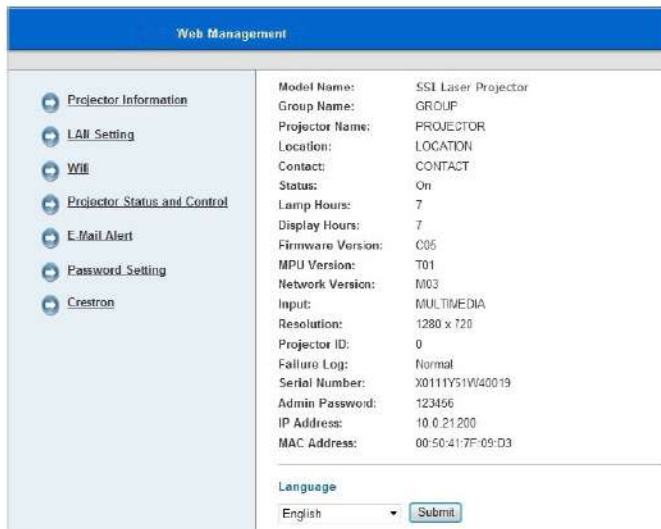 Web Management
Projector Information
LAN Setting
Wifi
Projector Status and Control
E-Mail Alert
Password Setting
Crestron
Model Name: SSI Laser Projector
Group Name: GROUP
Projector Name: PROJECTOR
Location: LOCATION
Contact: CONTACT
Status: On
Lamp Hours: 7
Display Hours: 7
Firmware Version: C05
MPU Version: T01
Network Version: M03
Input: MULTIMEDIA
Resolution: 1280 x 720
Projector ID: 0
Failure Log: Normal
Serial Number: X0111Y51W40019
Admin Password: 123456
IP Address: 10.0.21.200
MAC Address: 00:50:41:7F:09:D3
Language
English Submit